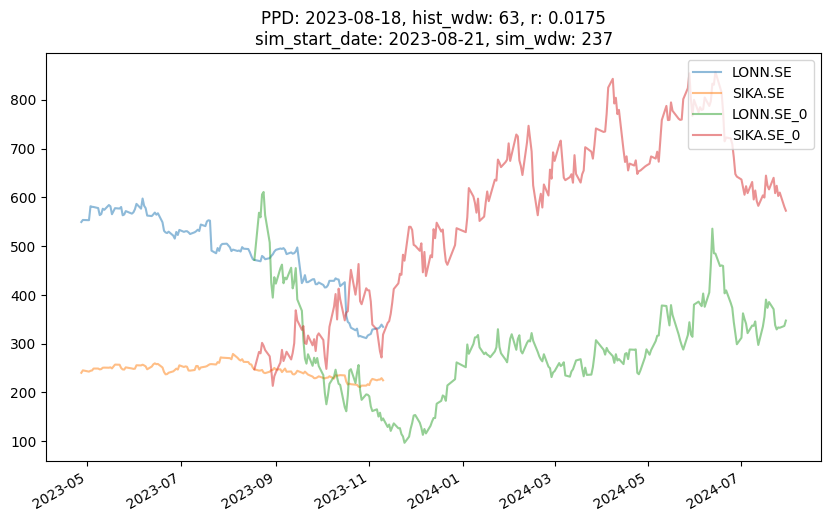 PPD: 2023-08-18, hist_wdw: 63, r: 0.0175
sim_start_date: 2023-08-21, sim_wdw: 237
LONN.SE
SIKA.SE
LONN.SE_0
SIKA.SE_0
800
700
600
500
400
300
200
100
2023-05
2023-07
2023-09
2023-11
2024-01
2024-03
2024-05
2024-07